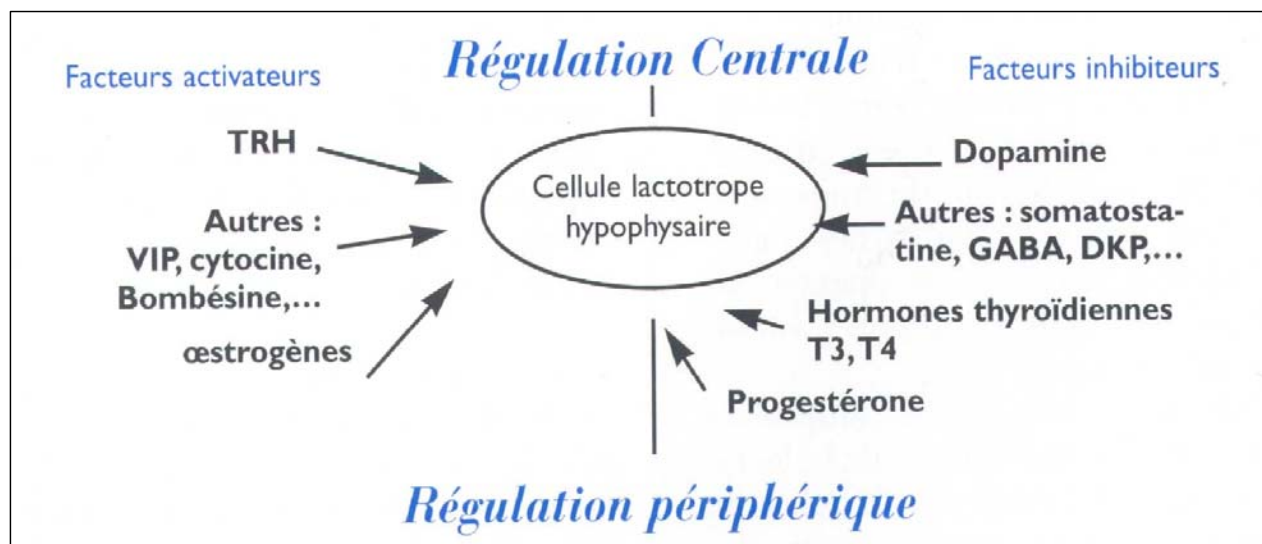 Régulation Centrale
Facteurs activateurs
Facteurs inhibiteurs
TRH
Dopamine
Cellule lactotrope
hypophysaire
Autres :
VIP, cytocine,
Bombésine,...
Autres : somatosta-
tine, GABA, DKP,...
œstrogènes
Hormones thyroïdiennes
T3, T4
Progestérone
Régulation périphérique